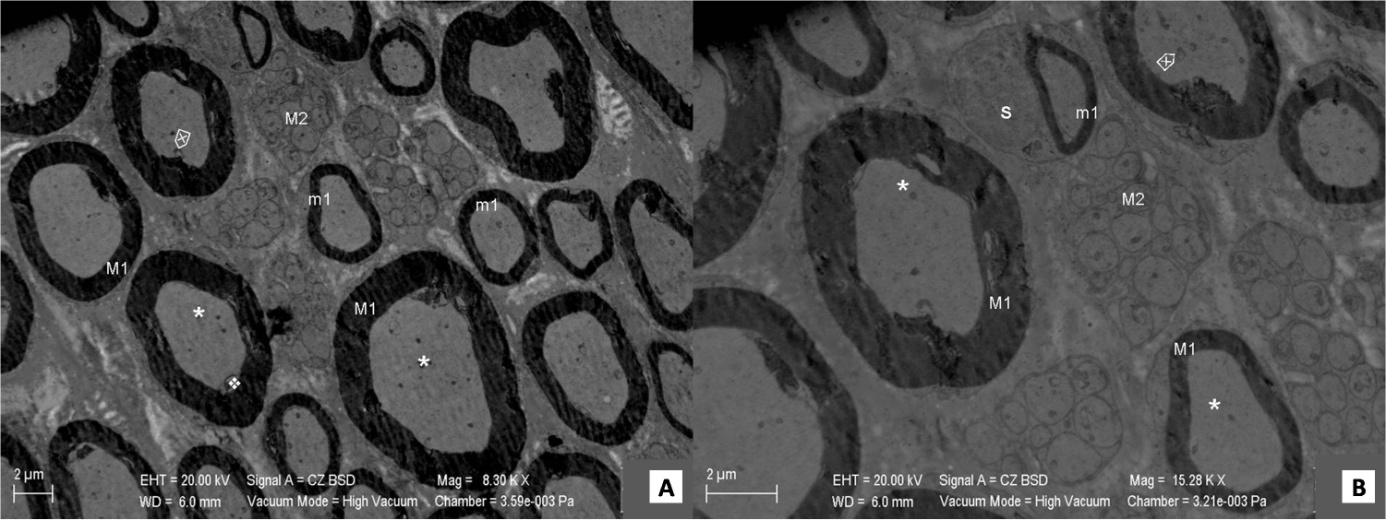 M2
m1
m1
M1
M1
*
*
2 µm
EHT = 20.00 kV Signal A = CZ BSD Mag = 8.30 K X
WD = 6.0 mm Vacuum Mode = High Vacuum Chamber = 3.59e-003 Pa
A
S
m1
*
M2
M1
M1
*
2 µm
EHT = 20.00 kV Signal A = CZ BSD Mag = 15.28 K X
WD = 6.0 mm Vacuum Mode = High Vacuum Chamber = 3.21e-003 Pa
B